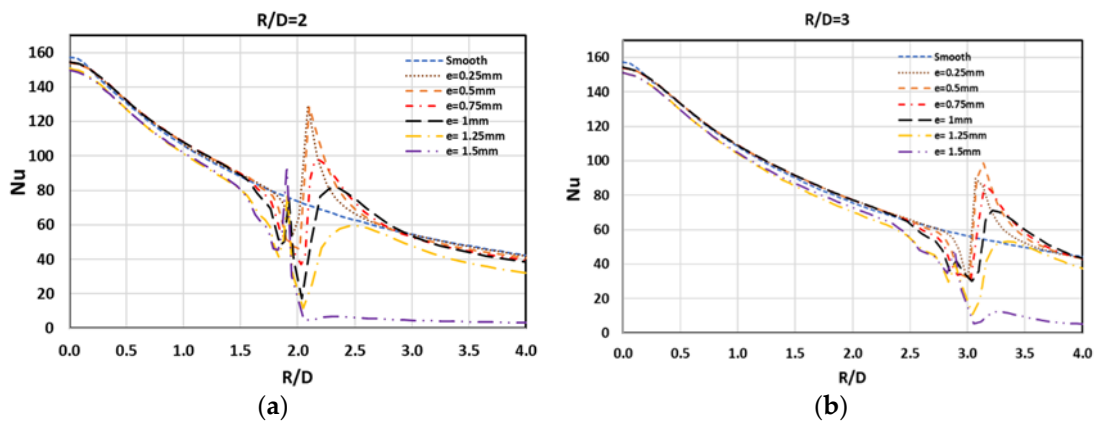 R/D=2
160
140
120
100
80
60
40
20
0
Nu
Smooth
e=0.25mm
e=0.5mm
e=0.75mm
e= 1mm
e= 1.25mm
e= 1.5mm
0.0 0.5 1.0 1.5 2.0 2.5 3.0 3.5 4.0
R/D
(a)
R/D=3
160
140
120
100
80
60
40
20
0
Nu
Smooth
e=0.25mm
e=0.5mm
e=0.75mm
e= 1mm
e= 1.25mm
e= 1.5mm
0.0 0.5 1.0 1.5 2.0 2.5 3.0 3.5 4.0
R/D
(b)